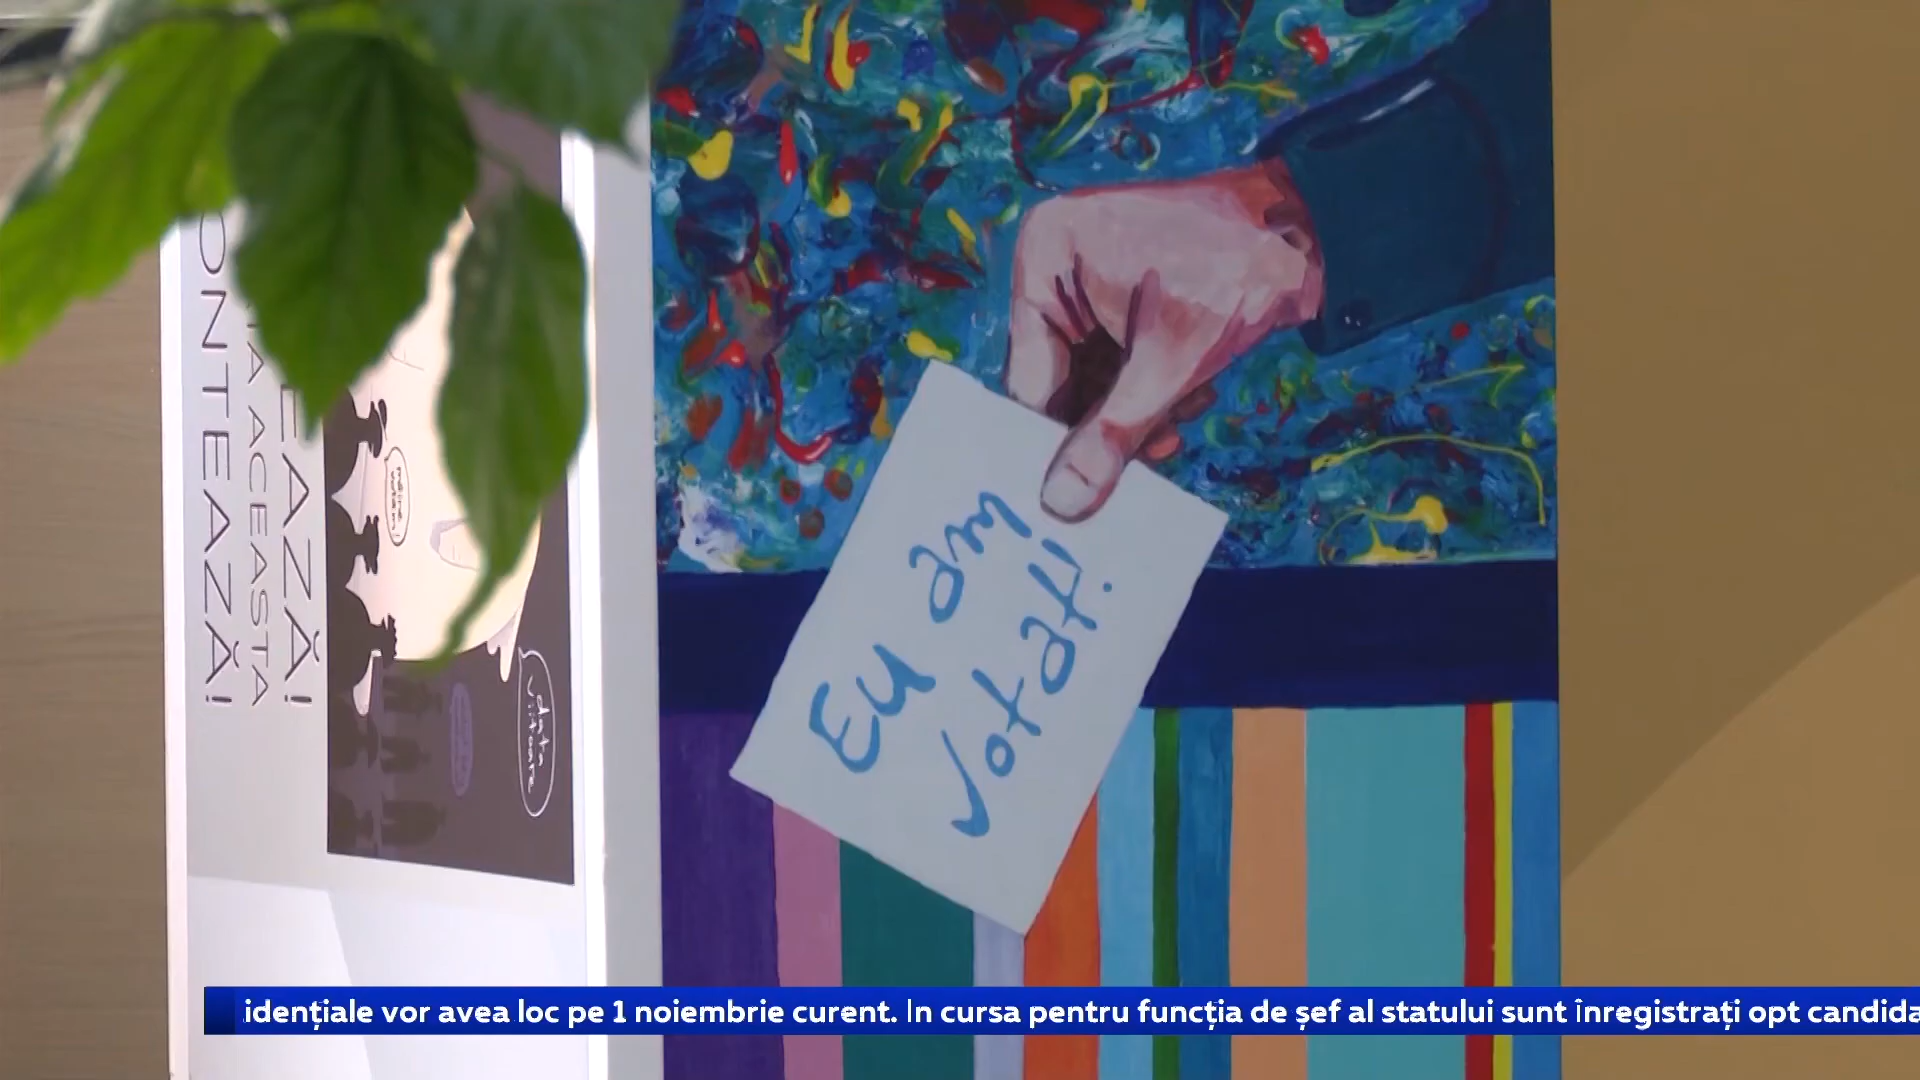 EAZĂ!
ACEASTA
ONTEAZĂ!
Eu am
votat!
idențiale vor avea loc pe 1 noiembrie curent. În cursa pentru funcția de șef al statului sunt înregistrați opt candida